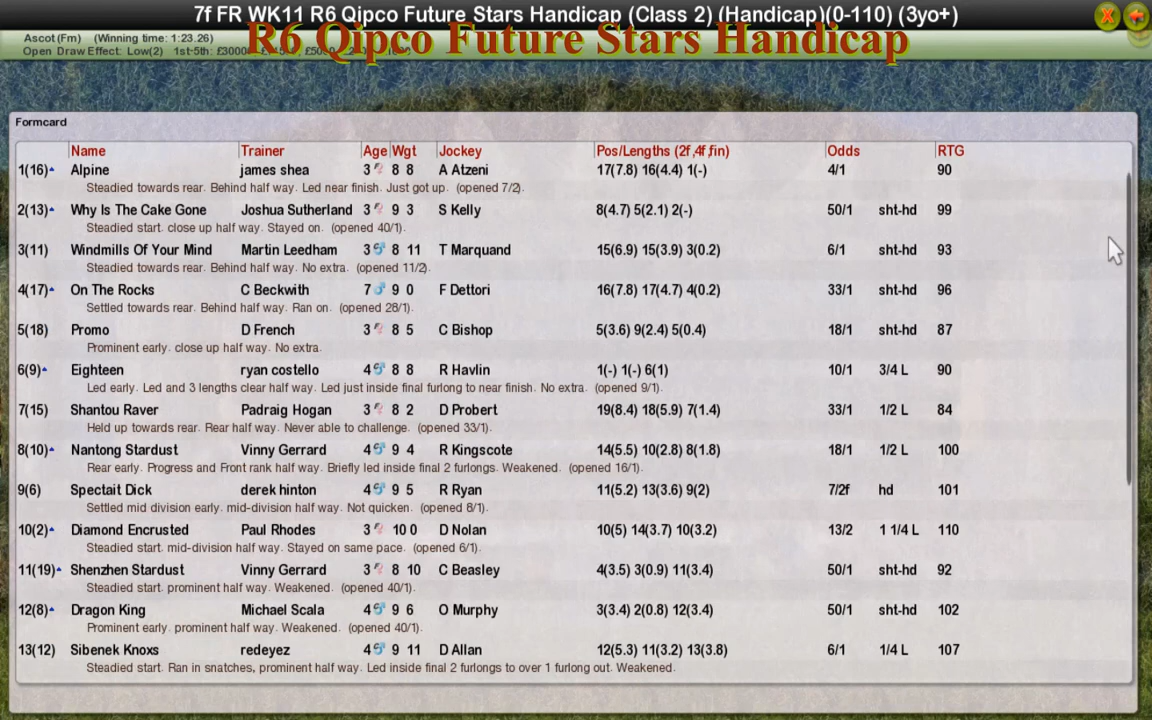 7f FR WK11 R6 Qipco Future Stars Handicap (Class 2) (Handicap)(0-110) (3yo+)
R6 Qipco Future Stars Handicap
Ascot(Fm) (Winning time: 1:23.26)
Open Draw Effect: Low(2) 1st-5th:
Formcard
Name Trainer Age Wgt Jockey Pos/Lengths (2f,4f,fin) Odds RTG
1(16) Alpine james shea 3 8 8 A Atzeni 17(7.8) 16(4.4) 1(-) 4/1 90
Steadied towards rear. Behind half way. Led near finish. Just got up. (opened 7/2).
2(13) Why Is The Cake Gone Joshua Sutherland 3 9 3 S Kelly 8(4.7) 5(2.1) 2(-) 50/1 sht-hd 99
Steadied start. close up half way. Stayed on. (opened 40/1).
3(11) Windmills Of Your Mind Martin Leedham 3 8 11 T Marquand 15(6.9) 15(3.9) 3(0.2) 6/1 sht-hd 93
Steadied towards rear. Behind half way. No extra. (opened 11/2).
4(17) On The Rocks C Beckwith 7 9 0 F Dettori 16(7.8) 17(4.7) 4(0.2) 33/1 sht-hd 96
Settled towards rear. Behind half way. Ran on. (opened 28/1).
5(18) Promo D French 3 8 5 C Bishop 5(3.6) 9(2.4) 5(0.4) 18/1 sht-hd 87
Prominent early. close up half way. No extra.
6(9) Eighteen ryan costello 4 8 8 R Havlin 1(-) 1(-) 6(1) 10/1 3/4 L 90
Led early. Led and 3 lengths clear half way. Led just inside final furlong to near finish. No extra. (opened 9/1).
7(15) Shantou Raver Padraig Hogan 3 8 2 D Probert 19(8.4) 18(5.9) 7(1.4) 33/1 1/2 L 84
Held up towards rear. Rear half way. Never able to challenge. (opened 33/1).
8(10) Nantong Stardust Vinny Gerrard 4 9 4 R Kingscote 14(5.5) 10(2.8) 8(1.8) 18/1 1/2 L 100
Rear early. Progress and Front rank half way. Briefly led inside final 2 furlongs. Weakened. (opened 16/1).
9(6) Spectait Dick derek hinton 4 9 5 R Ryan 11(5.2) 13(3.6) 9(2) 7/2f hd 101
Settled mid division early. mid-division half way. Not quicken. (opened 8/1).
10(2) Diamond Encrusted Paul Rhodes 3 10 0 D Nolan 10(5) 14(3.7) 10(3.2) 13/2 1 1/4 L 110
Steadied start. mid-division half way. Stayed on same pace. (opened 6/1).
11(19) Shenzhen Stardust Vinny Gerrard 3 8 10 C Beasley 4(3.5) 3(0.9) 11(3.4) 50/1 sht-hd 92
Steadied start. prominent half way. Weakened. (opened 40/1).
12(8) Dragon King Michael Scala 4 9 6 O Murphy 3(3.4) 2(0.8) 12(3.4) 50/1 sht-hd 102
Prominent early. prominent half way. Weakened. (opened 40/1).
13(12) Sibenek Knoxs redeyez 4 9 11 D Allan 12(5.3) 11(3.2) 13(3.8) 6/1 1/4 L 107
Steadied start. Ran in snatches, prominent half way. Led inside final 2 furlongs to over 1 furlong out. Weakened.